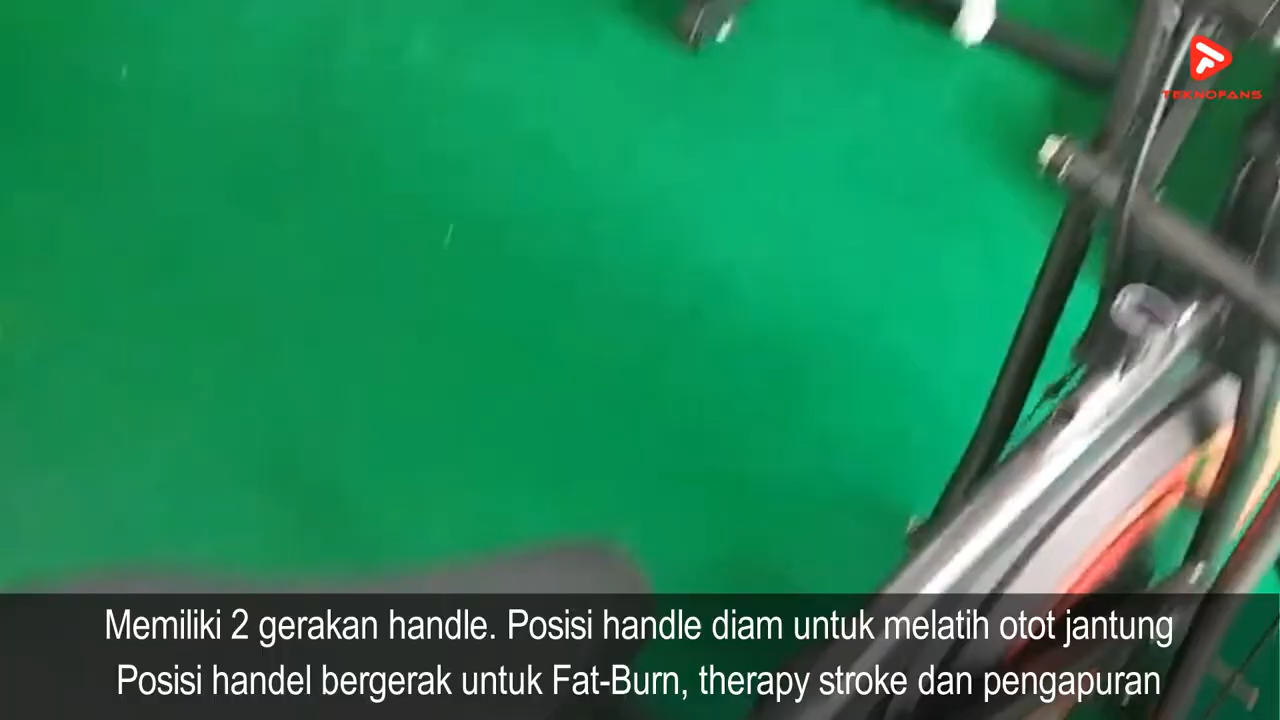 TEKNOFANS
Memiliki 2 gerakan handle. Posisi handle diam untuk melatih otot jantung
Posisi handel bergerak untuk Fat-Burn, therapy stroke dan pengapuran